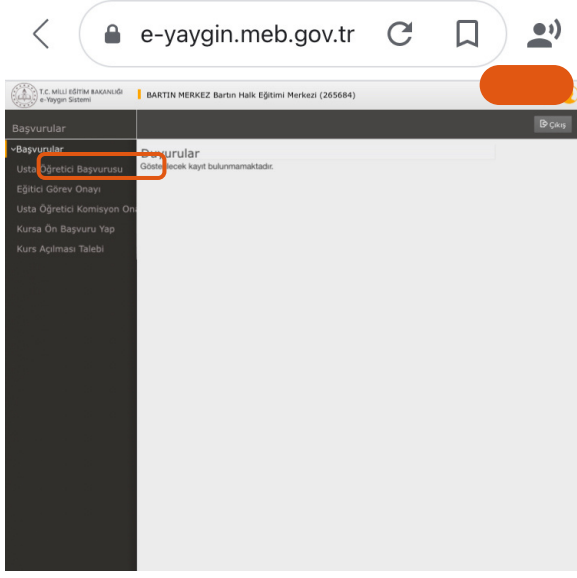 e-yaygin.meb.gov.tr
T.C. MİLLİ EĞİTİM BAKANLIĞI
e-Yaygın Sistemi
BARTIN MERKEZ Bartın Halk Eğitimi Merkezi (265684)
Başvurular
Çıkış
Başvurular
Duyurular
Usta Öğretici Başvurusu
Gösterilecek kayıt bulunmamaktadır.
Eğitici Görev Onayı
Usta Öğretici Komisyon Ona
Kursa Ön Başvuru Yap
Kurs Açılması Talebi